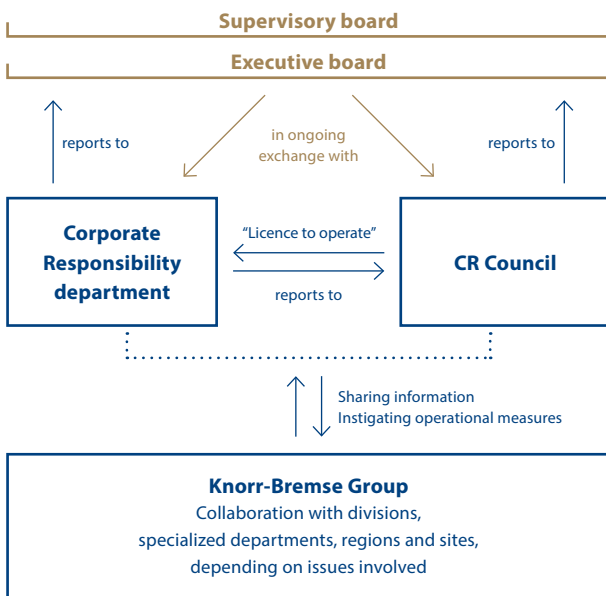 Supervisory board
Executive board
reports to
in ongoing
exchange with
reports to
Corporate
Responsibility
department
“Licence to operate”
reports to
CR Council
Sharing information
Instigating operational measures
Knorr-Bremse Group
Collaboration with divisions,
specialized departments, regions and sites,
depending on issues involved